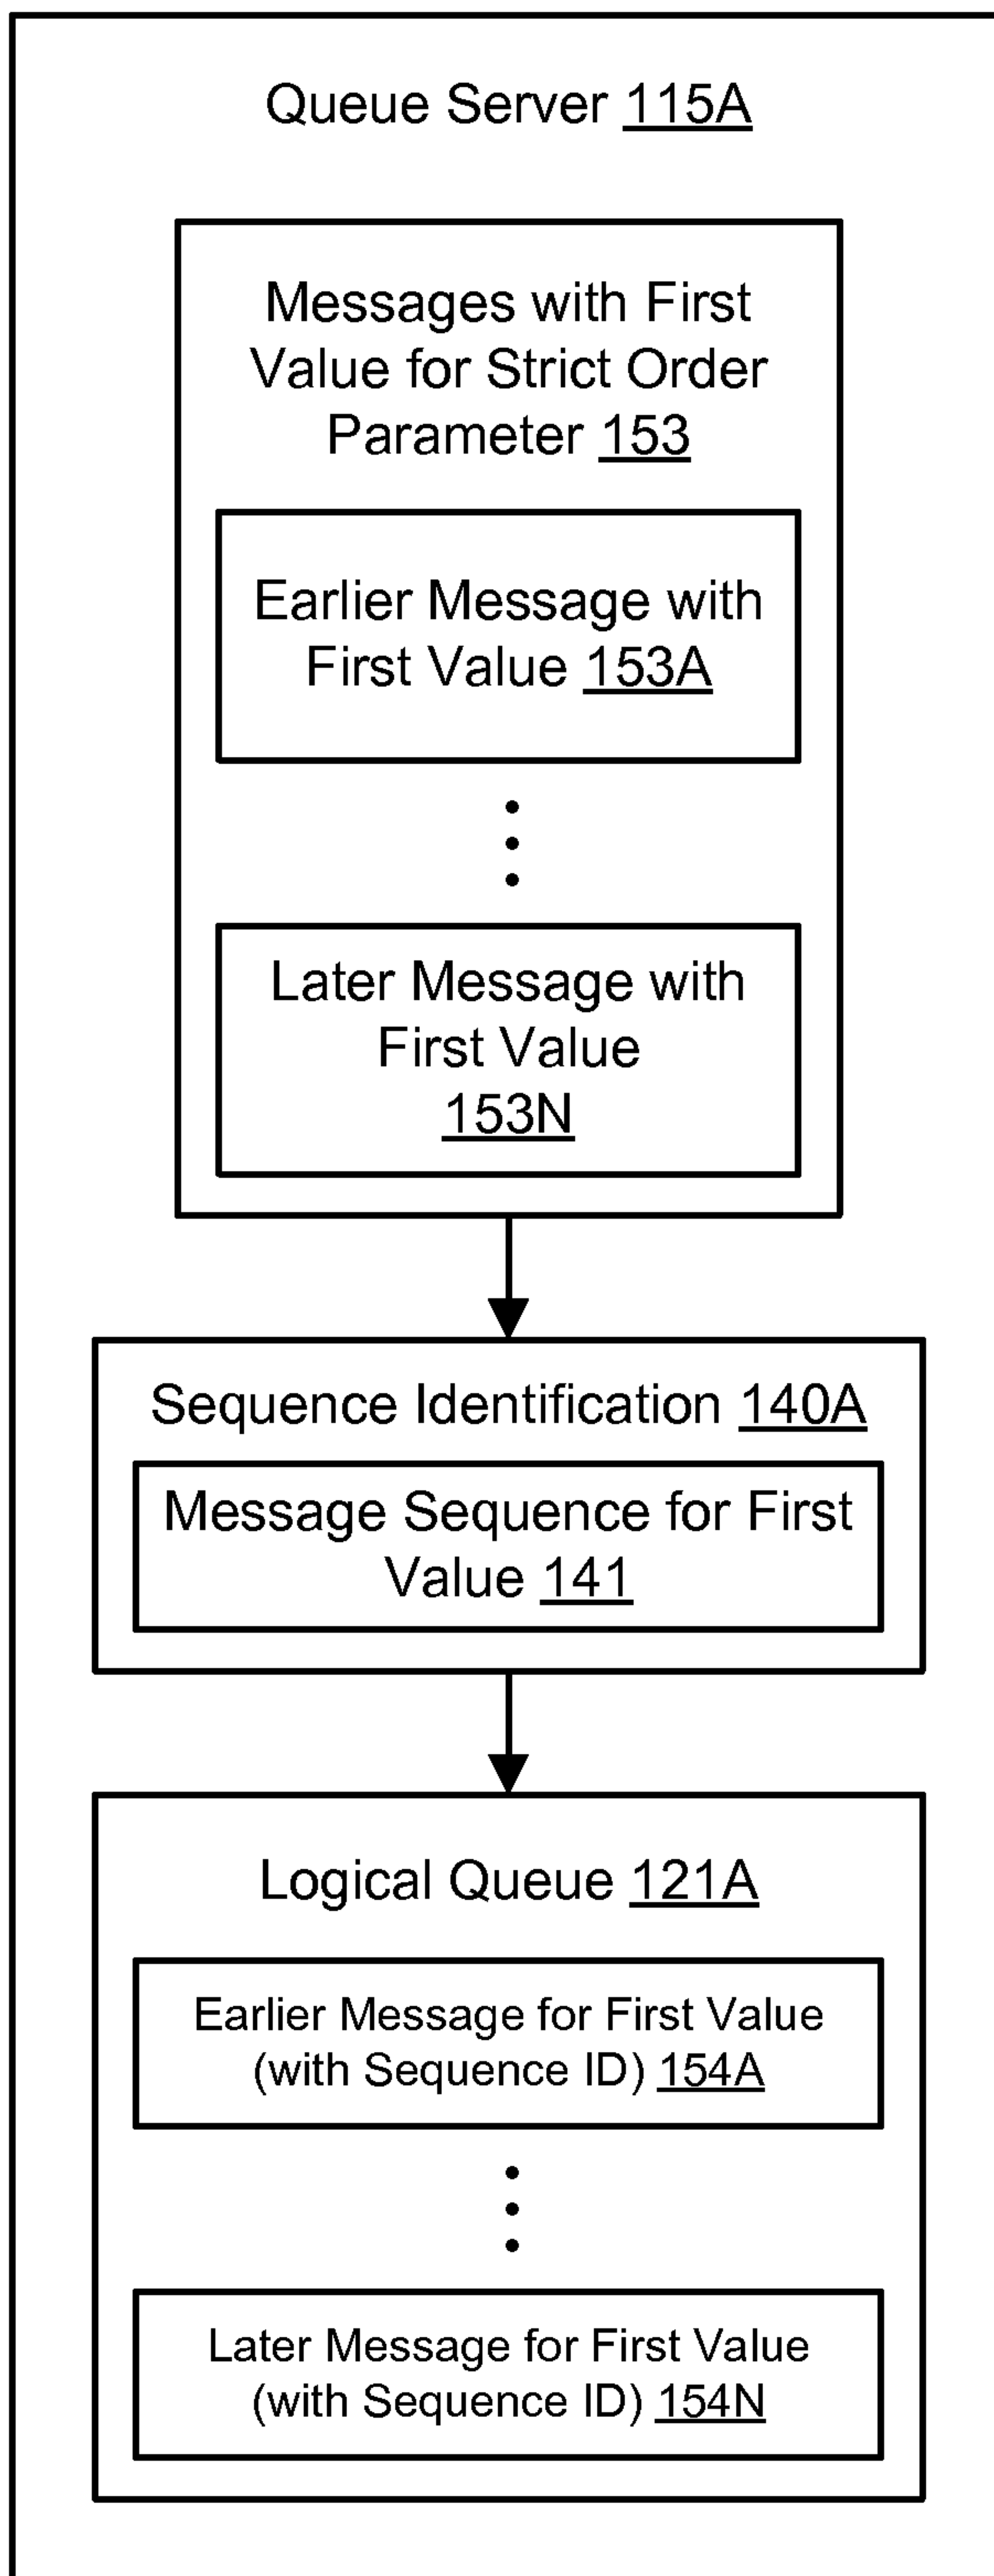 Queue Server 115A
Messages with First
Value for Strict Order
Parameter 153
Earlier Message with
First Value 153A
Later Message with
First Value
153N
Sequence Identification 140A
Message Sequence for First
Value 141
Logical Queue 121A
Earlier Message for First Value
(with Sequence ID) 154A
Later Message for First Value
(with Sequence ID) 154N